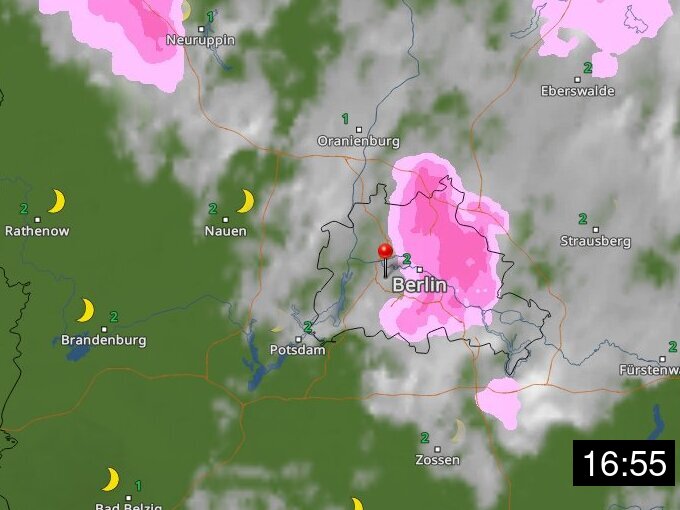 1
Neuruppin
2
Eberswalde
1
Oranienburg
2
Rathenow
2
Nauen
2
Strausberg
2
Berlin
2
Brandenburg
2
Potsdam
2
Fürstenwa
2
Zossen
16:55
1
Bad Belzig